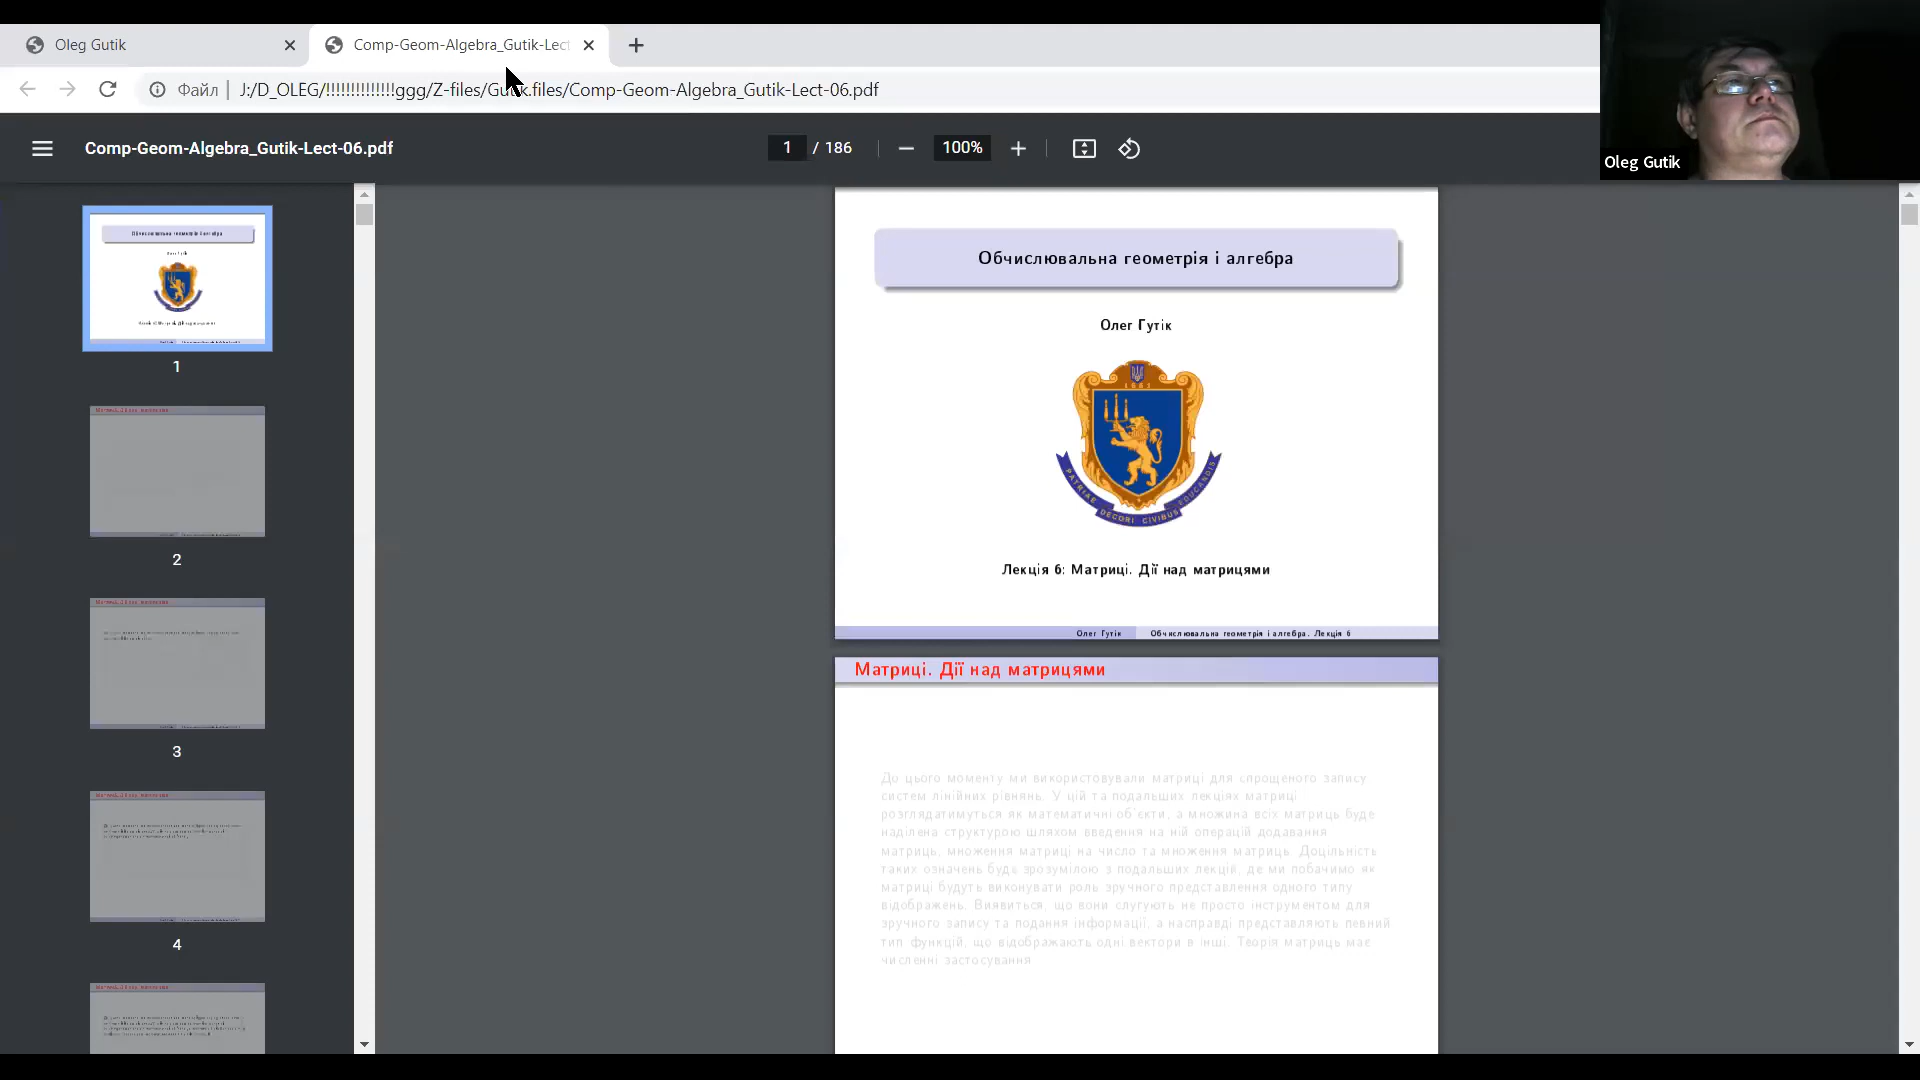 Oleg Gutik
Comp-Geom-Algebra_Gutik-Lect
Файл
J:/D_OLEG/!!!!!!!!!!!!!!ggg/Z-files/Gutik.files/Comp-Geom-Algebra_Gutik-Lect-06.pdf
Oleg Gutik
Comp-Geom-Algebra_Gutik-Lect-06.pdf
1 / 186
100%
Обчислювальна геометрія і алгебра
Олег Гутік
1661
PATRIAE DECORI CIVIBUS EDUCANDIS
Лекція 6: Матриці. Дії над матрицями
Олег Гутік Обчислювальна геометрія і алгебра. Лекція 6
Матриці. Дії над матрицями
До цього моменту ми використовували матриці для спрощеного запису
систем лінійних рівнянь. У цій та подальших лекціях матриці
розглядатимуться як математичні об'єкти, а множина всіх матриць буде
наділена структурою шляхом введення на ній операцій додавання
матриць, множення матриці на число та множення матриць. Доцільність
таких означень буде зрозумілою з подальших лекцій, де ми побачимо як
матриці будуть виконувати роль зручного представлення одного типу
відображень. Виявиться, що вони слугують не просто інструментом для
зручного запису та подання інформації, а насправді представляють певний
тип функцій, що відображають одні вектори в інші. Теорія матриць має
численні застосування
1
2
3
4